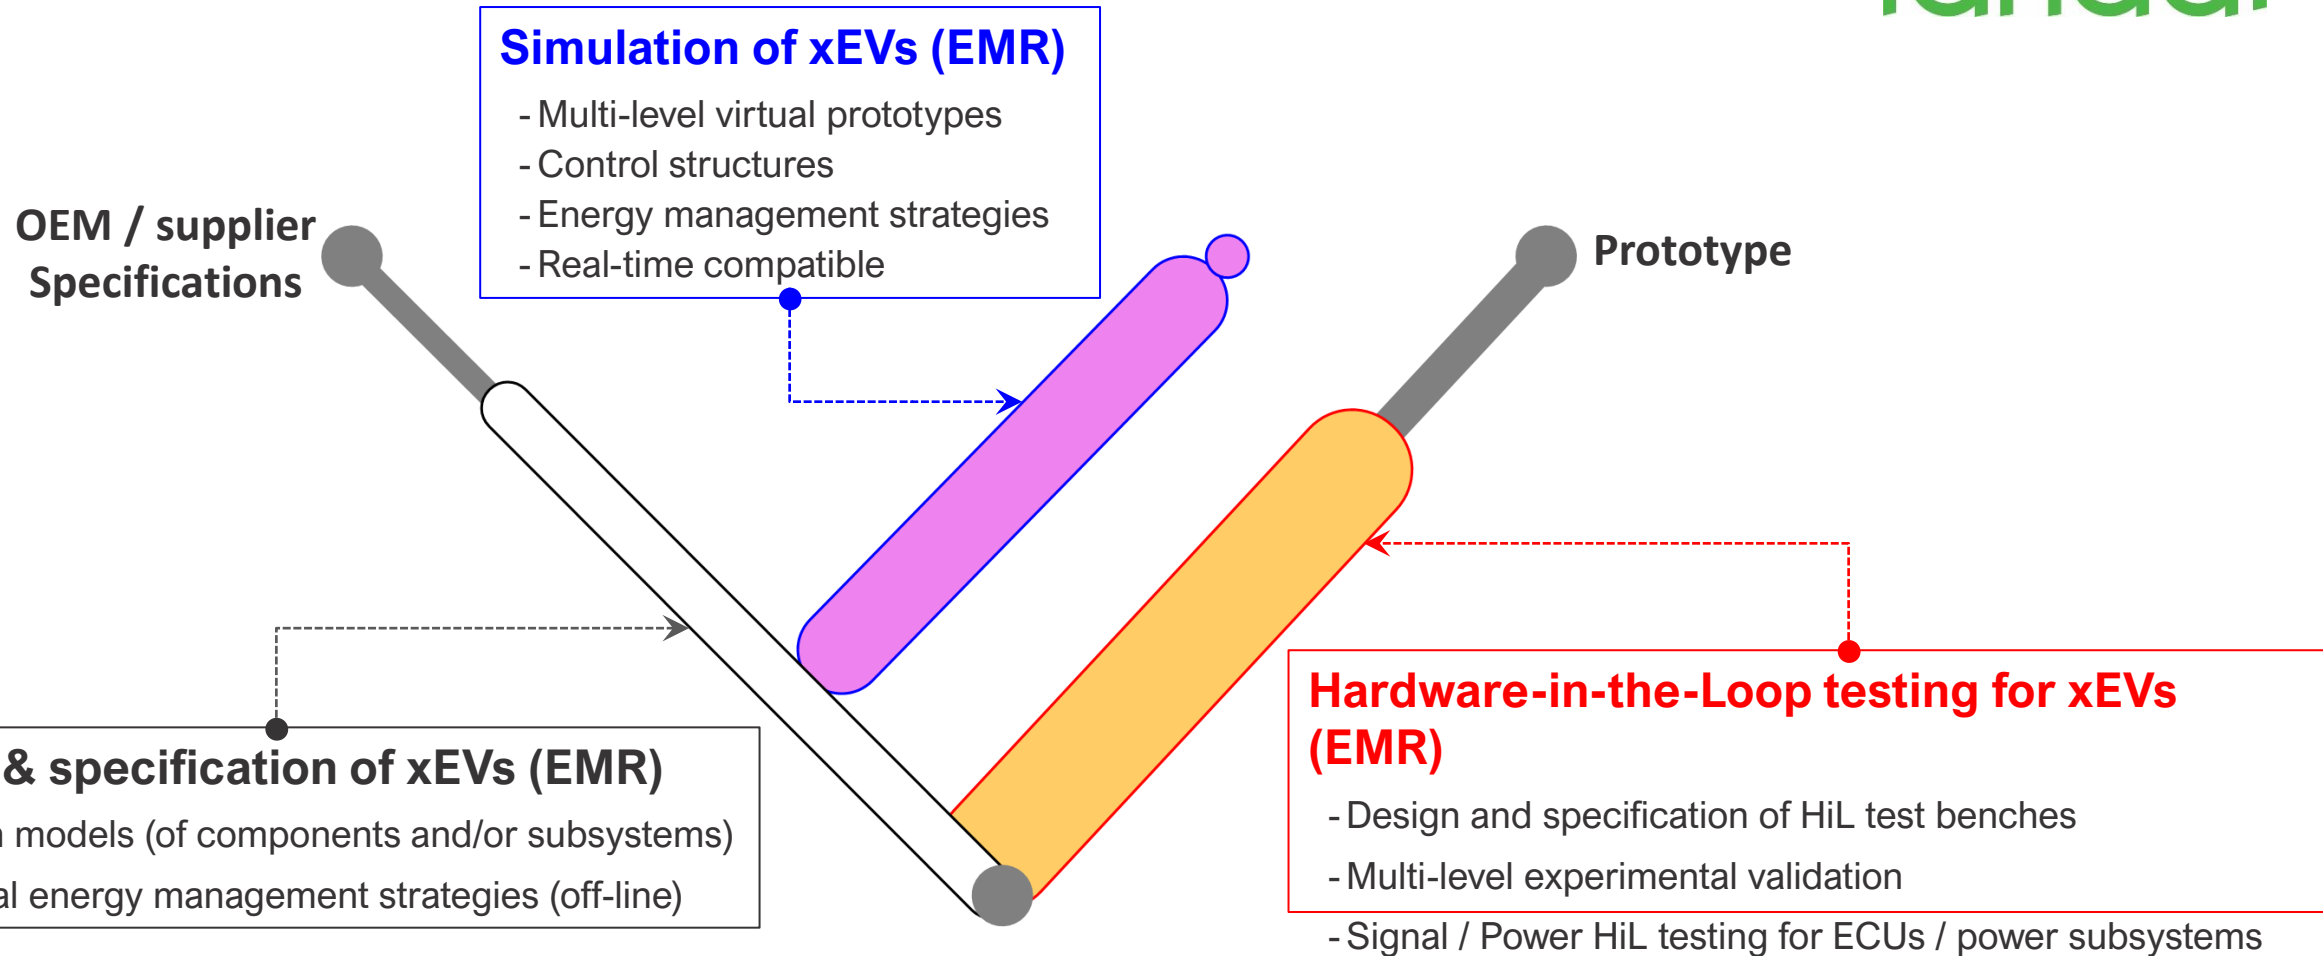 Simulation of xEVs (EMR)
- Multi-level virtual prototypes
- Control structures
- Energy management strategies
- Real-time compatible
OEM / supplier
Specifications
Prototype
& specification of xEVs (EMR)
models (of components and/or subsystems)
energy management strategies (off-line)
Hardware-in-the-Loop testing for xEVs
(EMR)
- Design and specification of HiL test benches
- Multi-level experimental validation
- Signal / Power HiL testing for ECUs / power subsystems